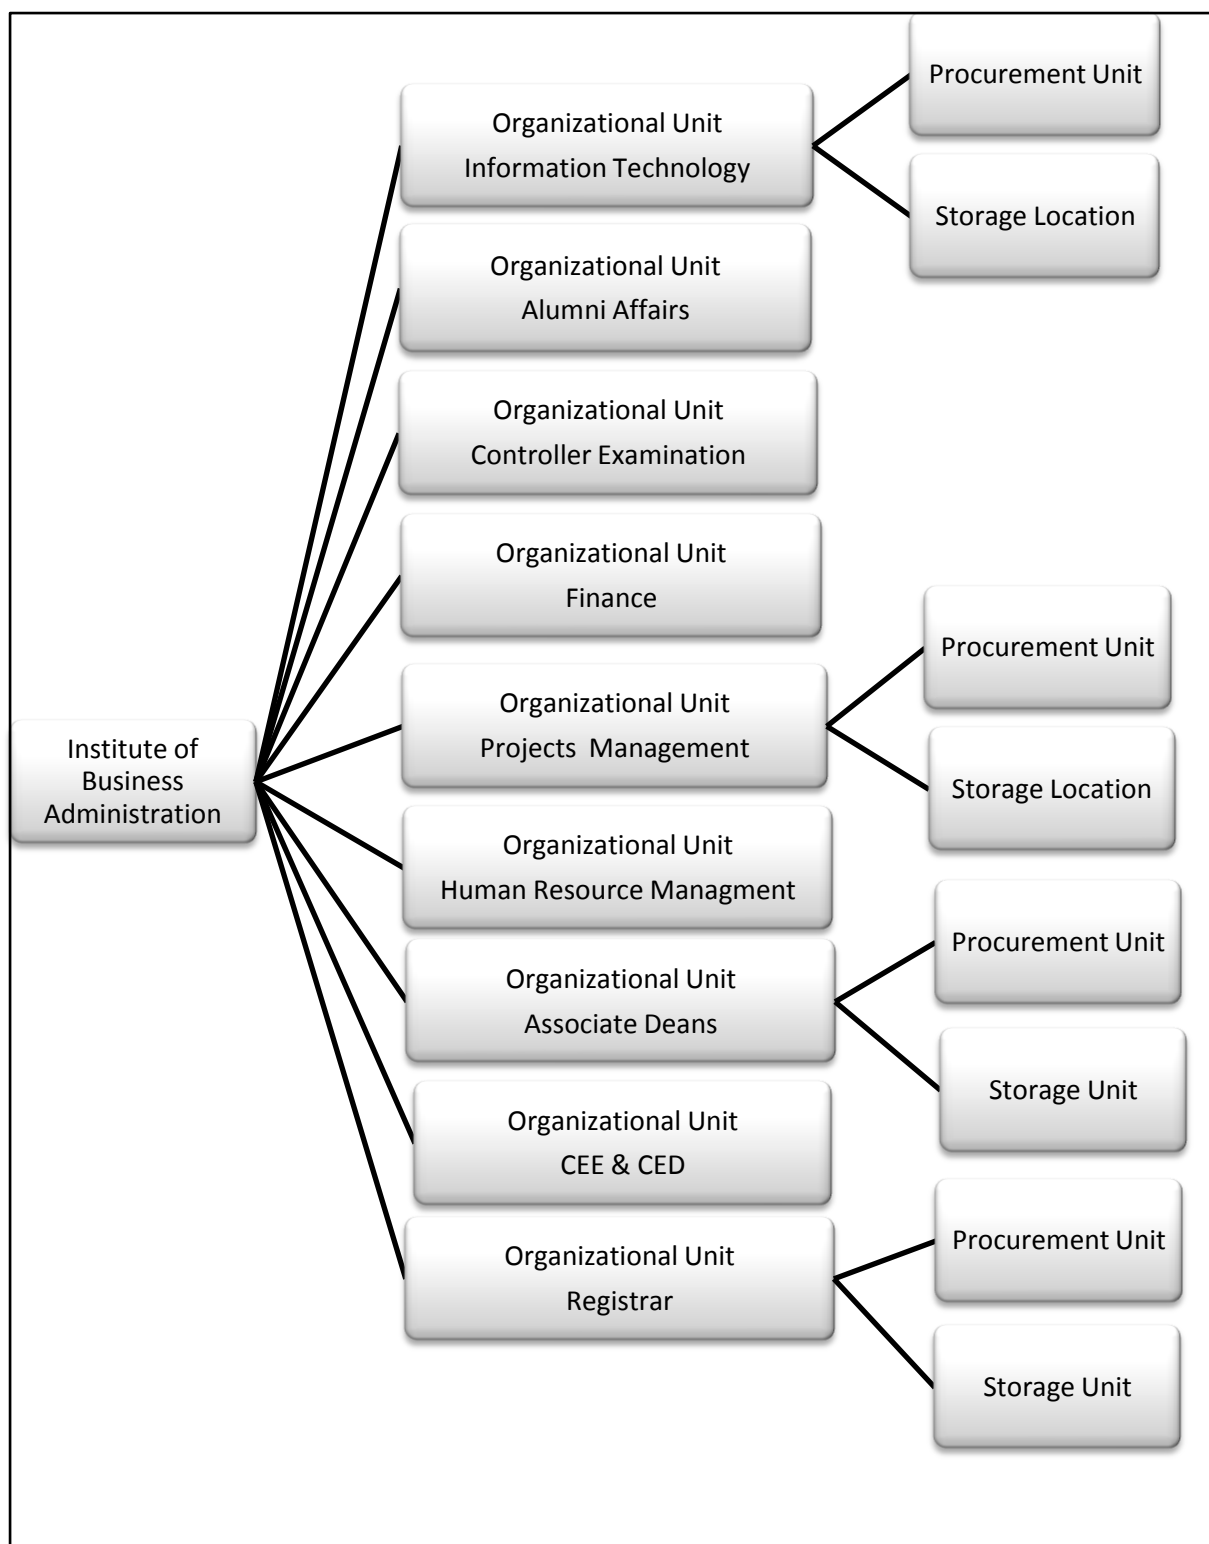 Institute of
Business
Administration
Organizational Unit
Information Technology
Procurement Unit
Storage Location
Organizational Unit
Alumni Affairs
Organizational Unit
Controller Examination
Organizational Unit
Finance
Organizational Unit
Projects  Management
Procurement Unit
Storage Location
Organizational Unit
Human Resource Managment
Organizational Unit
Associate Deans
Procurement Unit
Storage Unit
Organizational Unit
CEE & CED
Organizational Unit
Registrar
Procurement Unit
Storage Unit